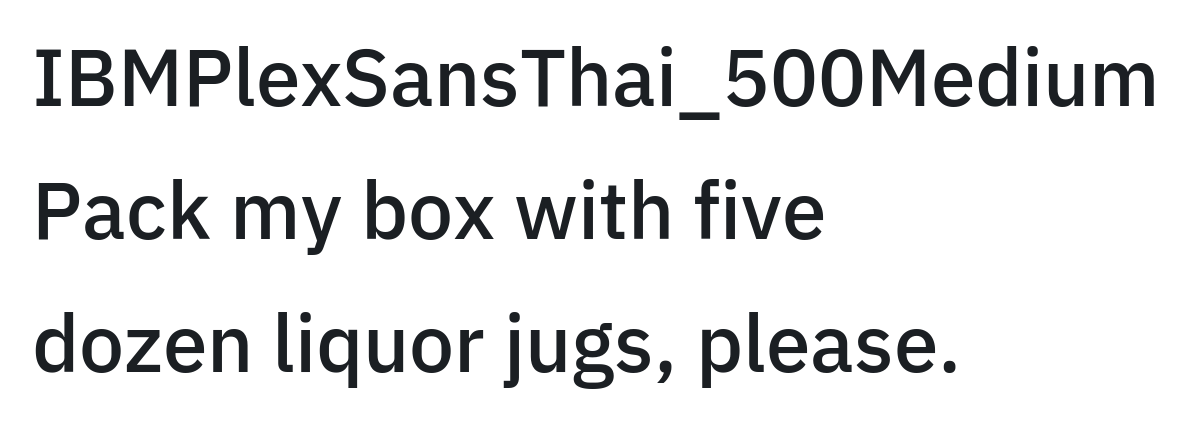 IBMPlexSansThai_500Medium
Pack my box with five
dozen liquor jugs, please.